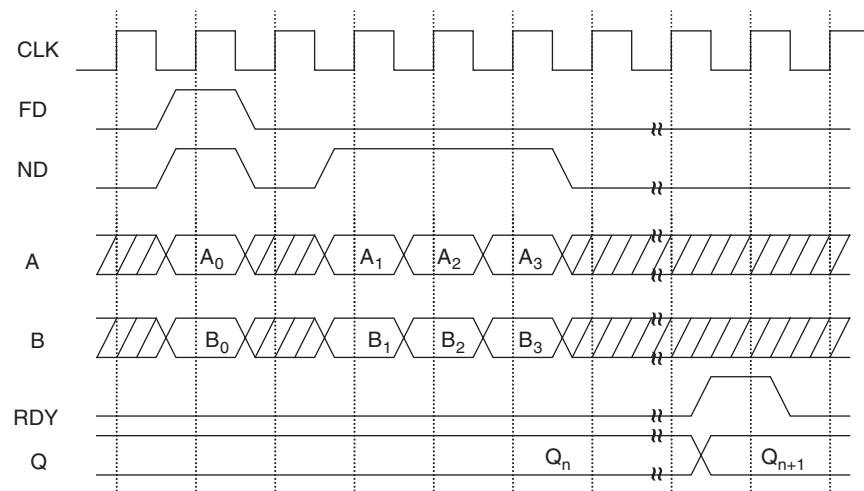 CLK
FD
ND
A A₀ A₁ A₂ A₃
B B₀ B₁ B₂ B₃
RDY
Q Qₙ Qₙ₊₁